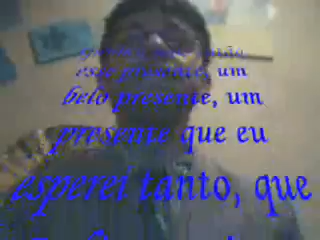 esse presente, um
belo presente, um
presente que eu
esperei tanto, que